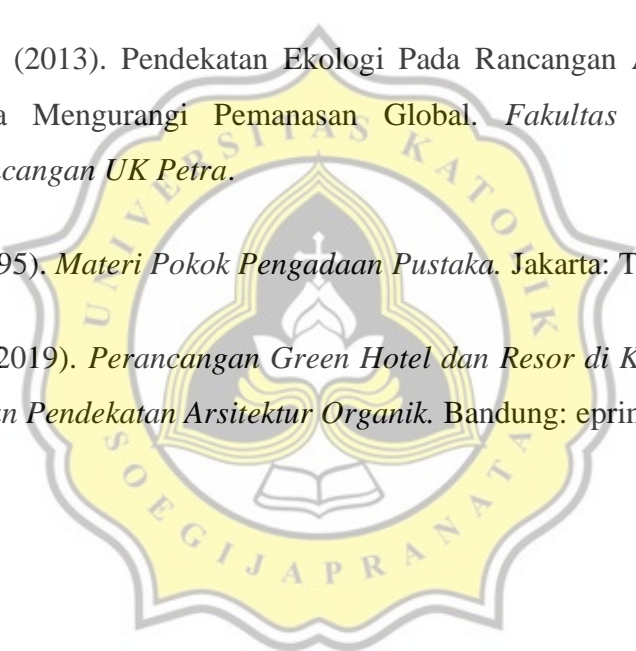 (2013). Pendekatan Ekologi Pada Rancangan A
a Mengurangi Pemanasan Global. Fakultas
ncangan UK Petra.
95). Materi Pokok Pengadaan Pustaka. Jakarta: T
2019). Perancangan Green Hotel dan Resor di K
n Pendekatan Arsitektur Organik. Bandung: eprin
UNIVERSITAS KATOLIK
SOEGIJAPRANATA